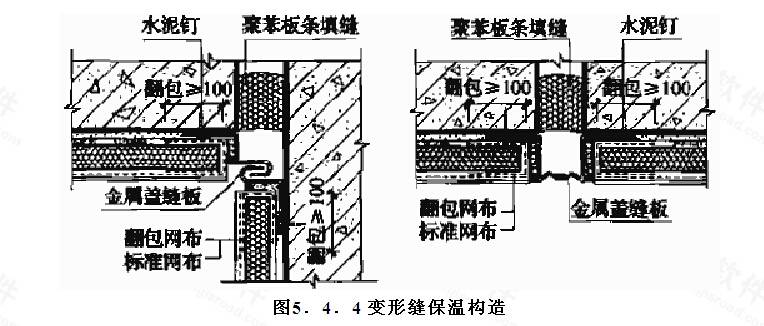 水泥钉 聚苯板条填缝
翻包≥100
金属盖缝板
翻包≥100
翻包网布
标准网布
聚苯板条填缝 水泥钉
翻包≥100 翻包≥100
翻包网布
标准网布
金属盖缝板
图5．4．4变形缝保温构造